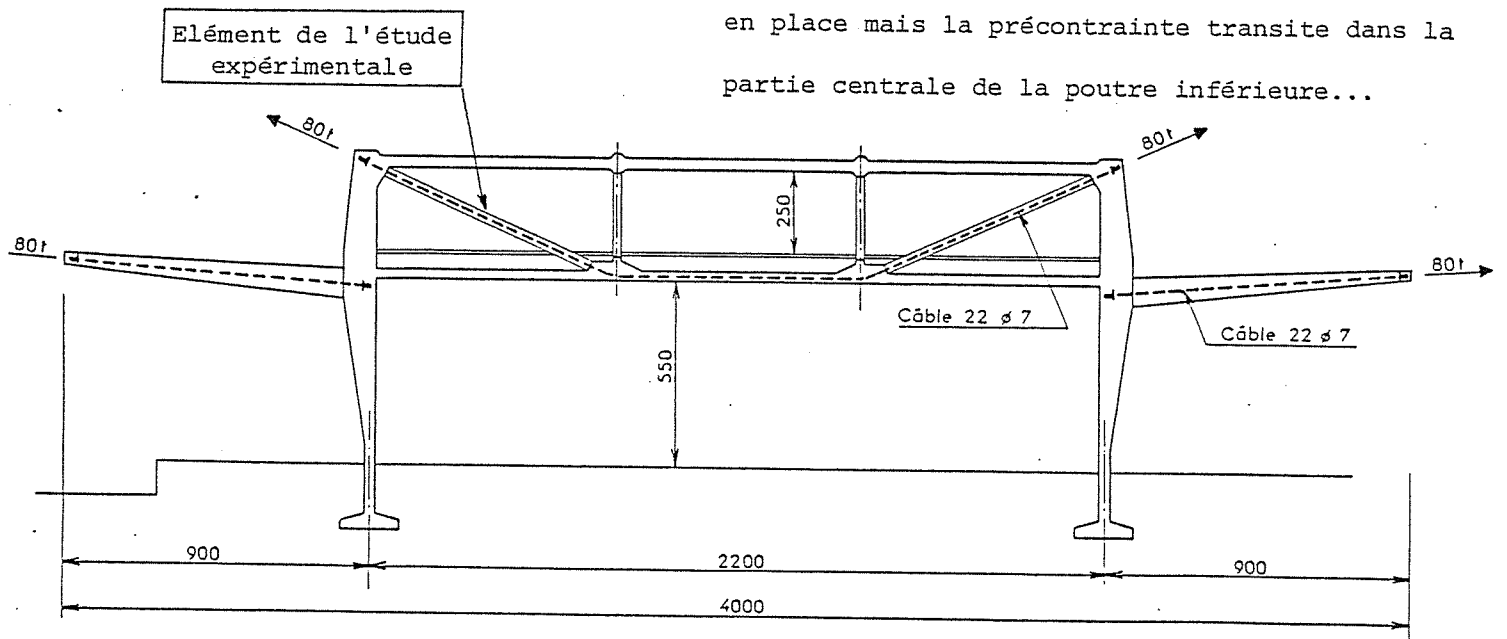 en place mais la précontrainte transite dans la
partie centrale de la poutre inférieure...
Elément de l'étude
expérimentale
80t
80t
250
80t
80t
Câble 22 ø 7
Câble 22 ø 7
550
900
2200
900
4000